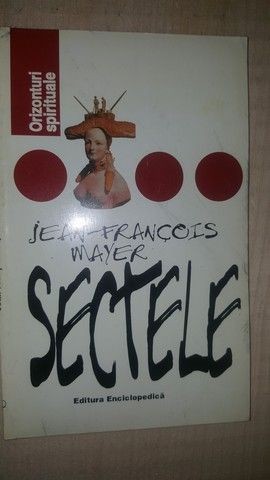 Orizonturi
spirituale
JEAN-FRANÇOIS
MAYER
SECTELE
Editura Enciclopedică